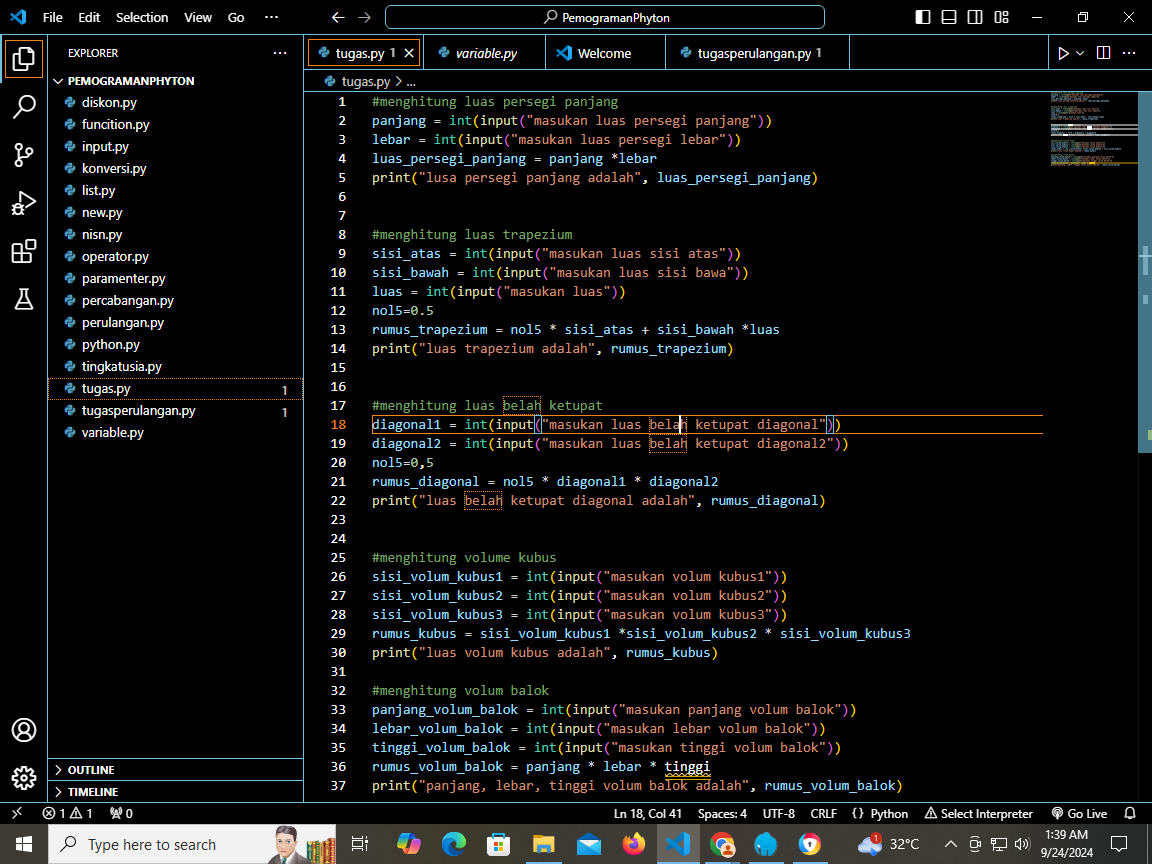 File Edit Selection View Go ... PemogramanPhyton
EXPLORER
PEMOGRAMANPHYTON
diskon.py
funcition.py
input.py
konversi.py
list.py
new.py
nisn.py
operator.py
paramenter.py
percabangan.py
perulangan.py
python.py
tingkatusia.py
tugas.py 1
tugasperulangan.py 1
variable.py
OUTLINE
TIMELINE
tugas.py 1 variable.py Welcome tugasperulangan.py 1
tugas.py > ...
1 #menghitung luas persegi panjang
2 panjang = int(input("masukan luas persegi panjang"))
3 lebar = int(input("masukan luas persegi lebar"))
4 luas_persegi_panjang = panjang *lebar
5 print("lusa persegi panjang adalah", luas_persegi_panjang)
6
7
8 #menghitung luas trapezium
9 sisi_atas = int(input("masukan luas sisi atas"))
10 sisi_bawah = int(input("masukan luas sisi bawa"))
11 luas = int(input("masukan luas"))
12 nol5=0.5
13 rumus_trapezium = nol5 * sisi_atas + sisi_bawah *luas
14 print("luas trapezium adalah", rumus_trapezium)
15
16
17 #menghitung luas belah ketupat
18 diagonal1 = int(input("masukan luas belah ketupat diagonal"))
19 diagonal2 = int(input("masukan luas belah ketupat diagonal2"))
20 nol5=0,5
21 rumus_diagonal = nol5 * diagonal1 * diagonal2
22 print("luas belah ketupat diagonal adalah", rumus_diagonal)
23
24
25 #menghitung volume kubus
26 sisi_volum_kubus1 = int(input("masukan volum kubus1"))
27 sisi_volum_kubus2 = int(input("masukan volum kubus2"))
28 sisi_volum_kubus3 = int(input("masukan volum kubus3"))
29 rumus_kubus = sisi_volum_kubus1 *sisi_volum_kubus2 * sisi_volum_kubus3
30 print("luas volum kubus adalah", rumus_kubus)
31
32 #menghitung volum balok
33 panjang_volum_balok = int(input("masukan panjang volum balok"))
34 lebar_volum_balok = int(input("masukan lebar volum balok"))
35 tinggi_volum_balok = int(input("masukan tinggi volum balok"))
36 rumus_volum_balok = panjang * lebar * tinggi
37 print("panjang, lebar, tinggi volum balok adalah", rumus_volum_balok)
1 1 0 Ln 18, Col 41 Spaces: 4 UTF-8 CRLF Python Select Interpreter Go Live
Type here to search 1 32°C 1:39 AM
9/24/2024